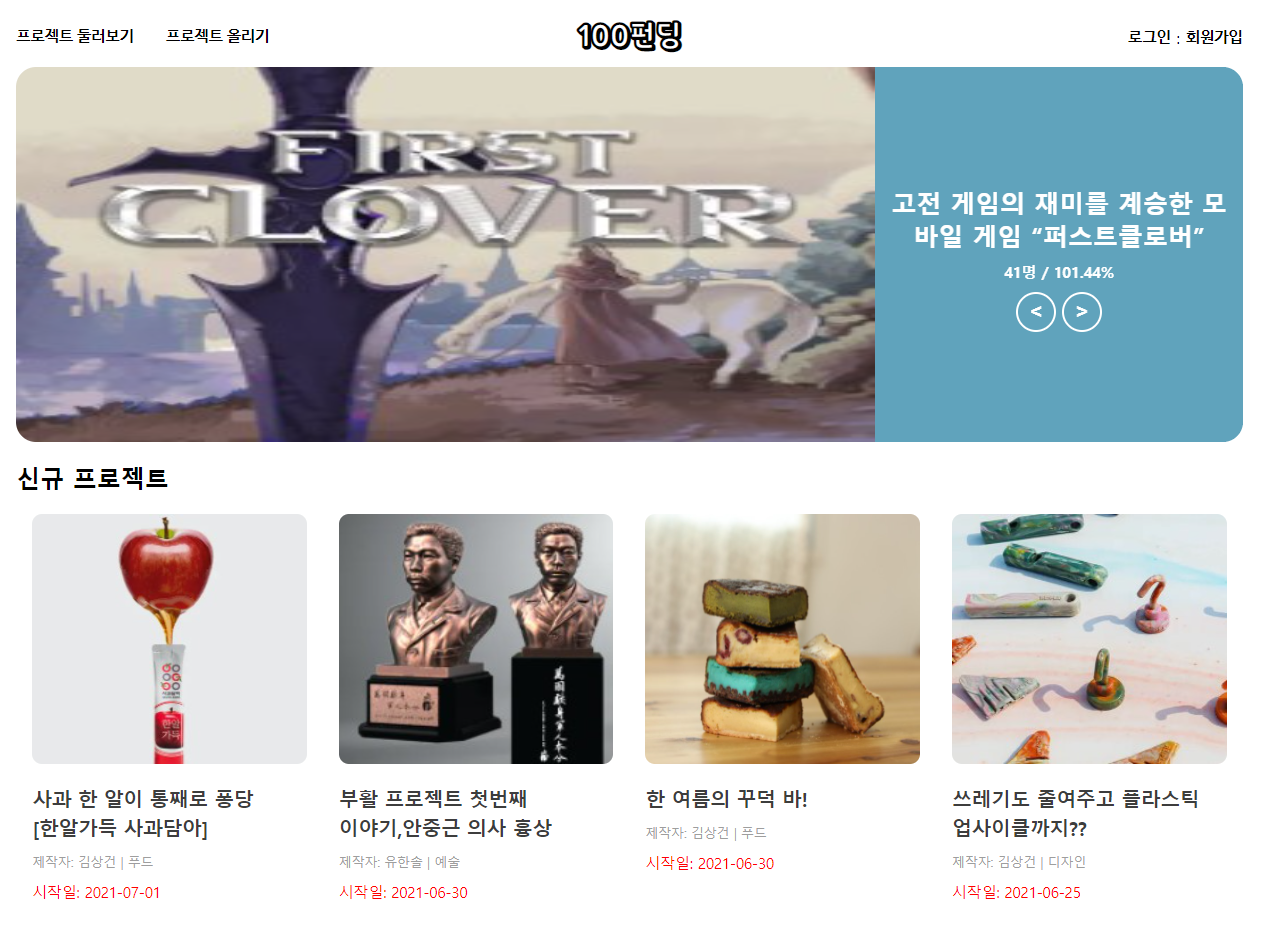 프로젝트 둘러보기 프로젝트 올리기 100펀딩 로그인 : 회원가입
FIRST
CLOVER
고전 게임의 재미를 계승한 모
바일 게임 “퍼스트클로버”
41명 / 101.44%
< >
신규 프로젝트
한알
가득
사과 한 알이 통째로 퐁당
[한알가득 사과담아]
제작자: 김상건 | 푸드
시작일: 2021-07-01
부활 프로젝트 첫번째
이야기,안중근 의사 흉상
제작자: 유한솔 | 예술
시작일: 2021-06-30
한 여름의 꾸덕 바!
제작자: 김상건 | 푸드
시작일: 2021-06-30
쓰레기도 줄여주고 플라스틱
업사이클까지??
제작자: 김상건 | 디자인
시작일: 2021-06-25